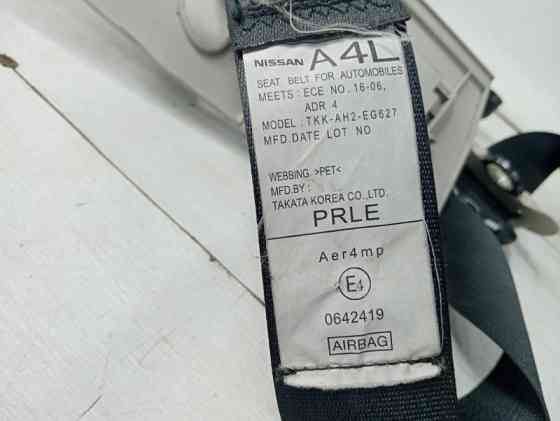 NISSAN A4L
SEAT BELT FOR AUTOMOBILES
MEETS : ECE NO. 16-06,
ADR 4
MODEL : TKK-AH2-EG627
MFD.DATE LOT NO
WEBBING >PET<
MFD.BY :
TAKATA KOREA CO.,LTD.
PRLE
Aer4mp
E4
0642419
AIRBAG